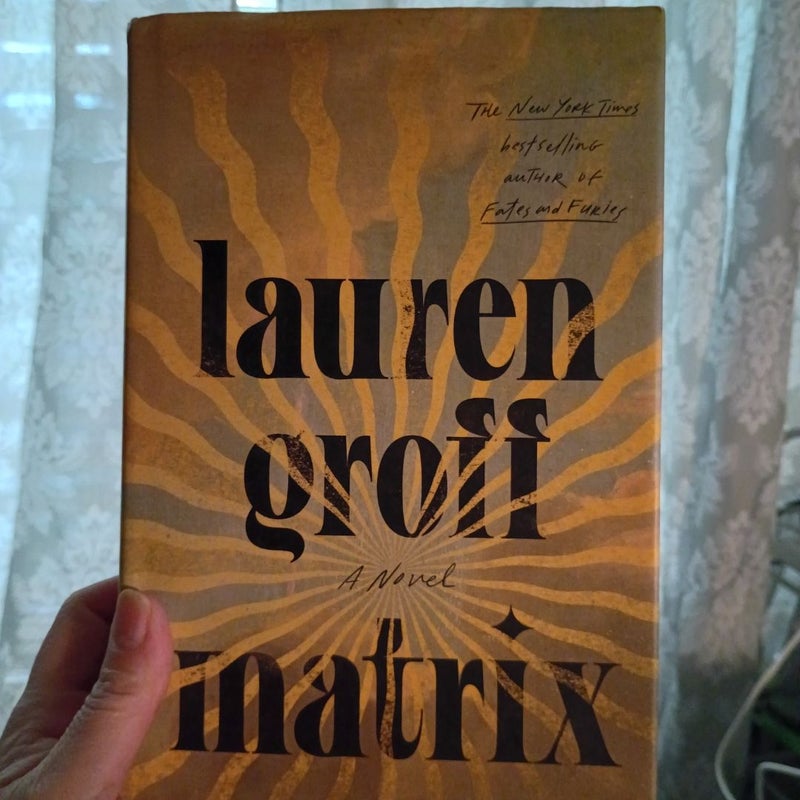 The New York Times
bestselling
author of
Fates and Furies
lauren
groff
A Novel
matrix